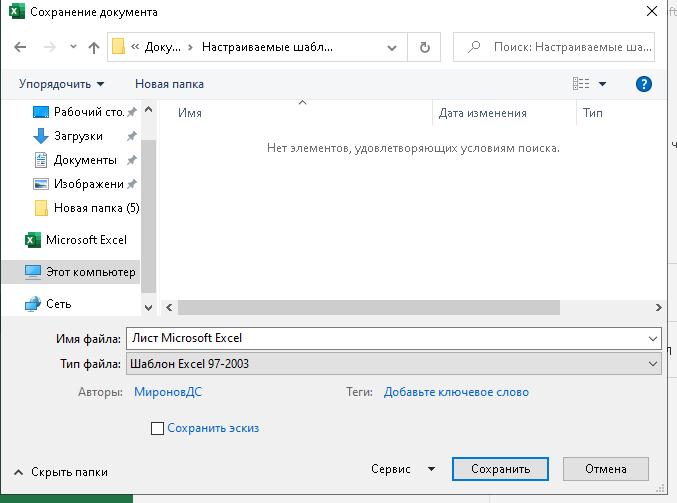 Сохранение документа
« Доку... › Настраиваемые шабл...
Поиск: Настраиваемые ша...
Упорядочить
Новая папка
Рабочий сто.
Загрузки
Документы
Изображени
Новая папка (5)
Microsoft Excel
Этот компьютер
Сеть
Имя
Дата изменения
Тип
Нет элементов, удовлетворяющих условиям поиска.
Имя файла: Лист Microsoft Excel
Тип файла: Шаблон Excel 97-2003
Авторы: МироновДС
Теги: Добавьте ключевое слово
Сохранить эскиз
Скрыть папки
Сервис
Сохранить
Отмена